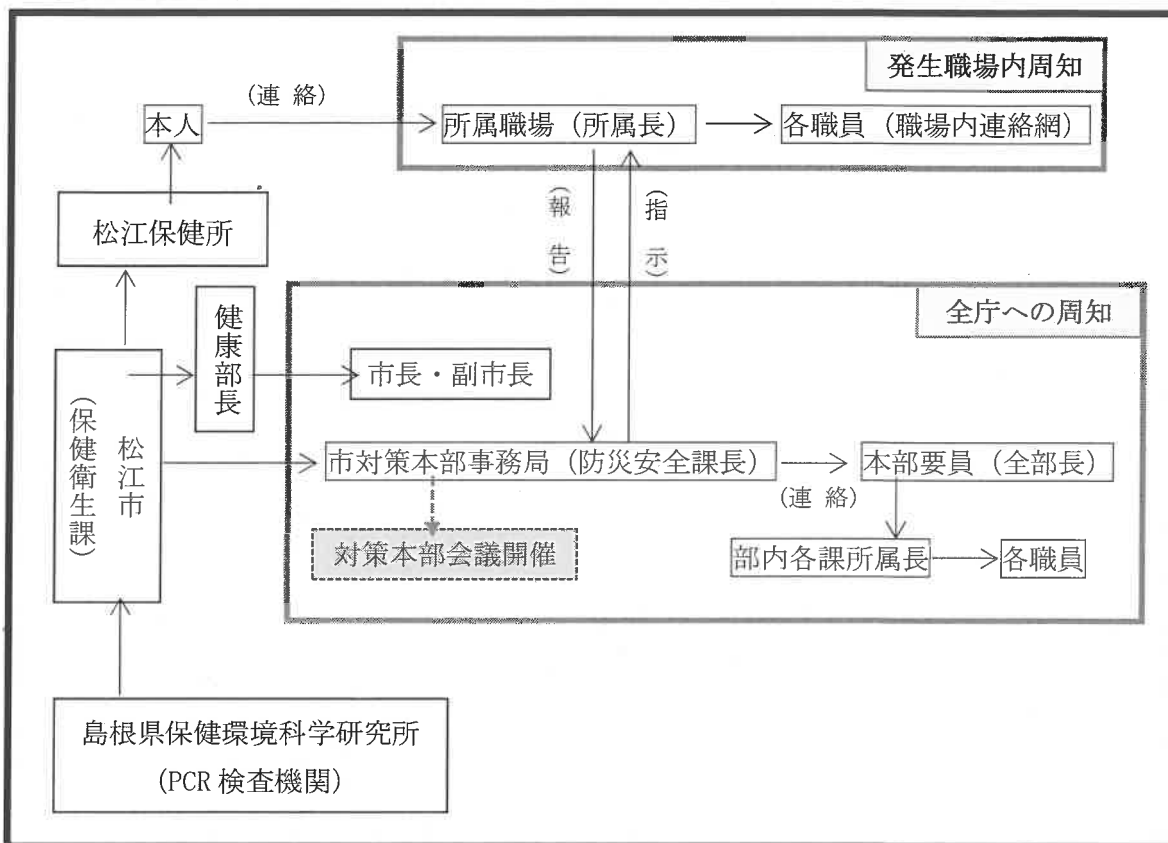 発生職場内周知
(連 絡)
本人
所属職場（所属長）
各職員（職場内連絡網）
松江保健所
（報 告）
（指 示）
全庁への周知
健康部長
市長・副市長
松江市
（保健衛生課）
市対策本部事務局（防災安全課長）
本部要員（全部長）
(連 絡)
対策本部会議開催
部内各課所属長
各職員
島根県保健環境科学研究所
(PCR 検査機関)